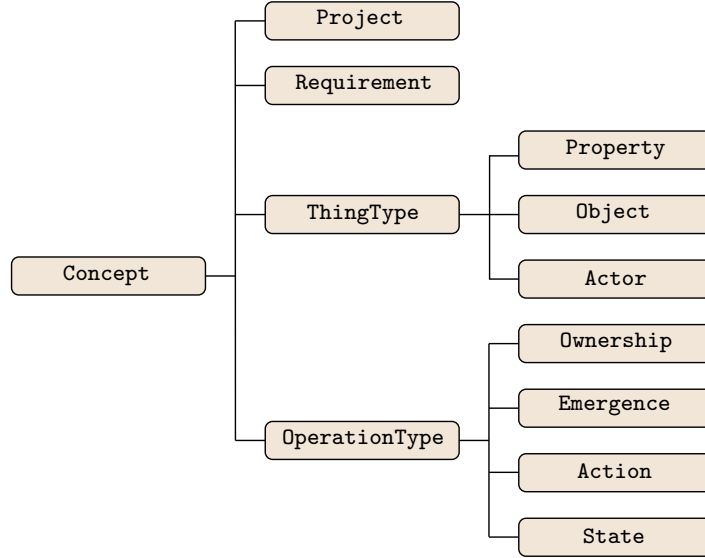 Project
Requirement
Property
ThingType
Object
Concept
Actor
Ownership
Emergence
OperationType
Action
State